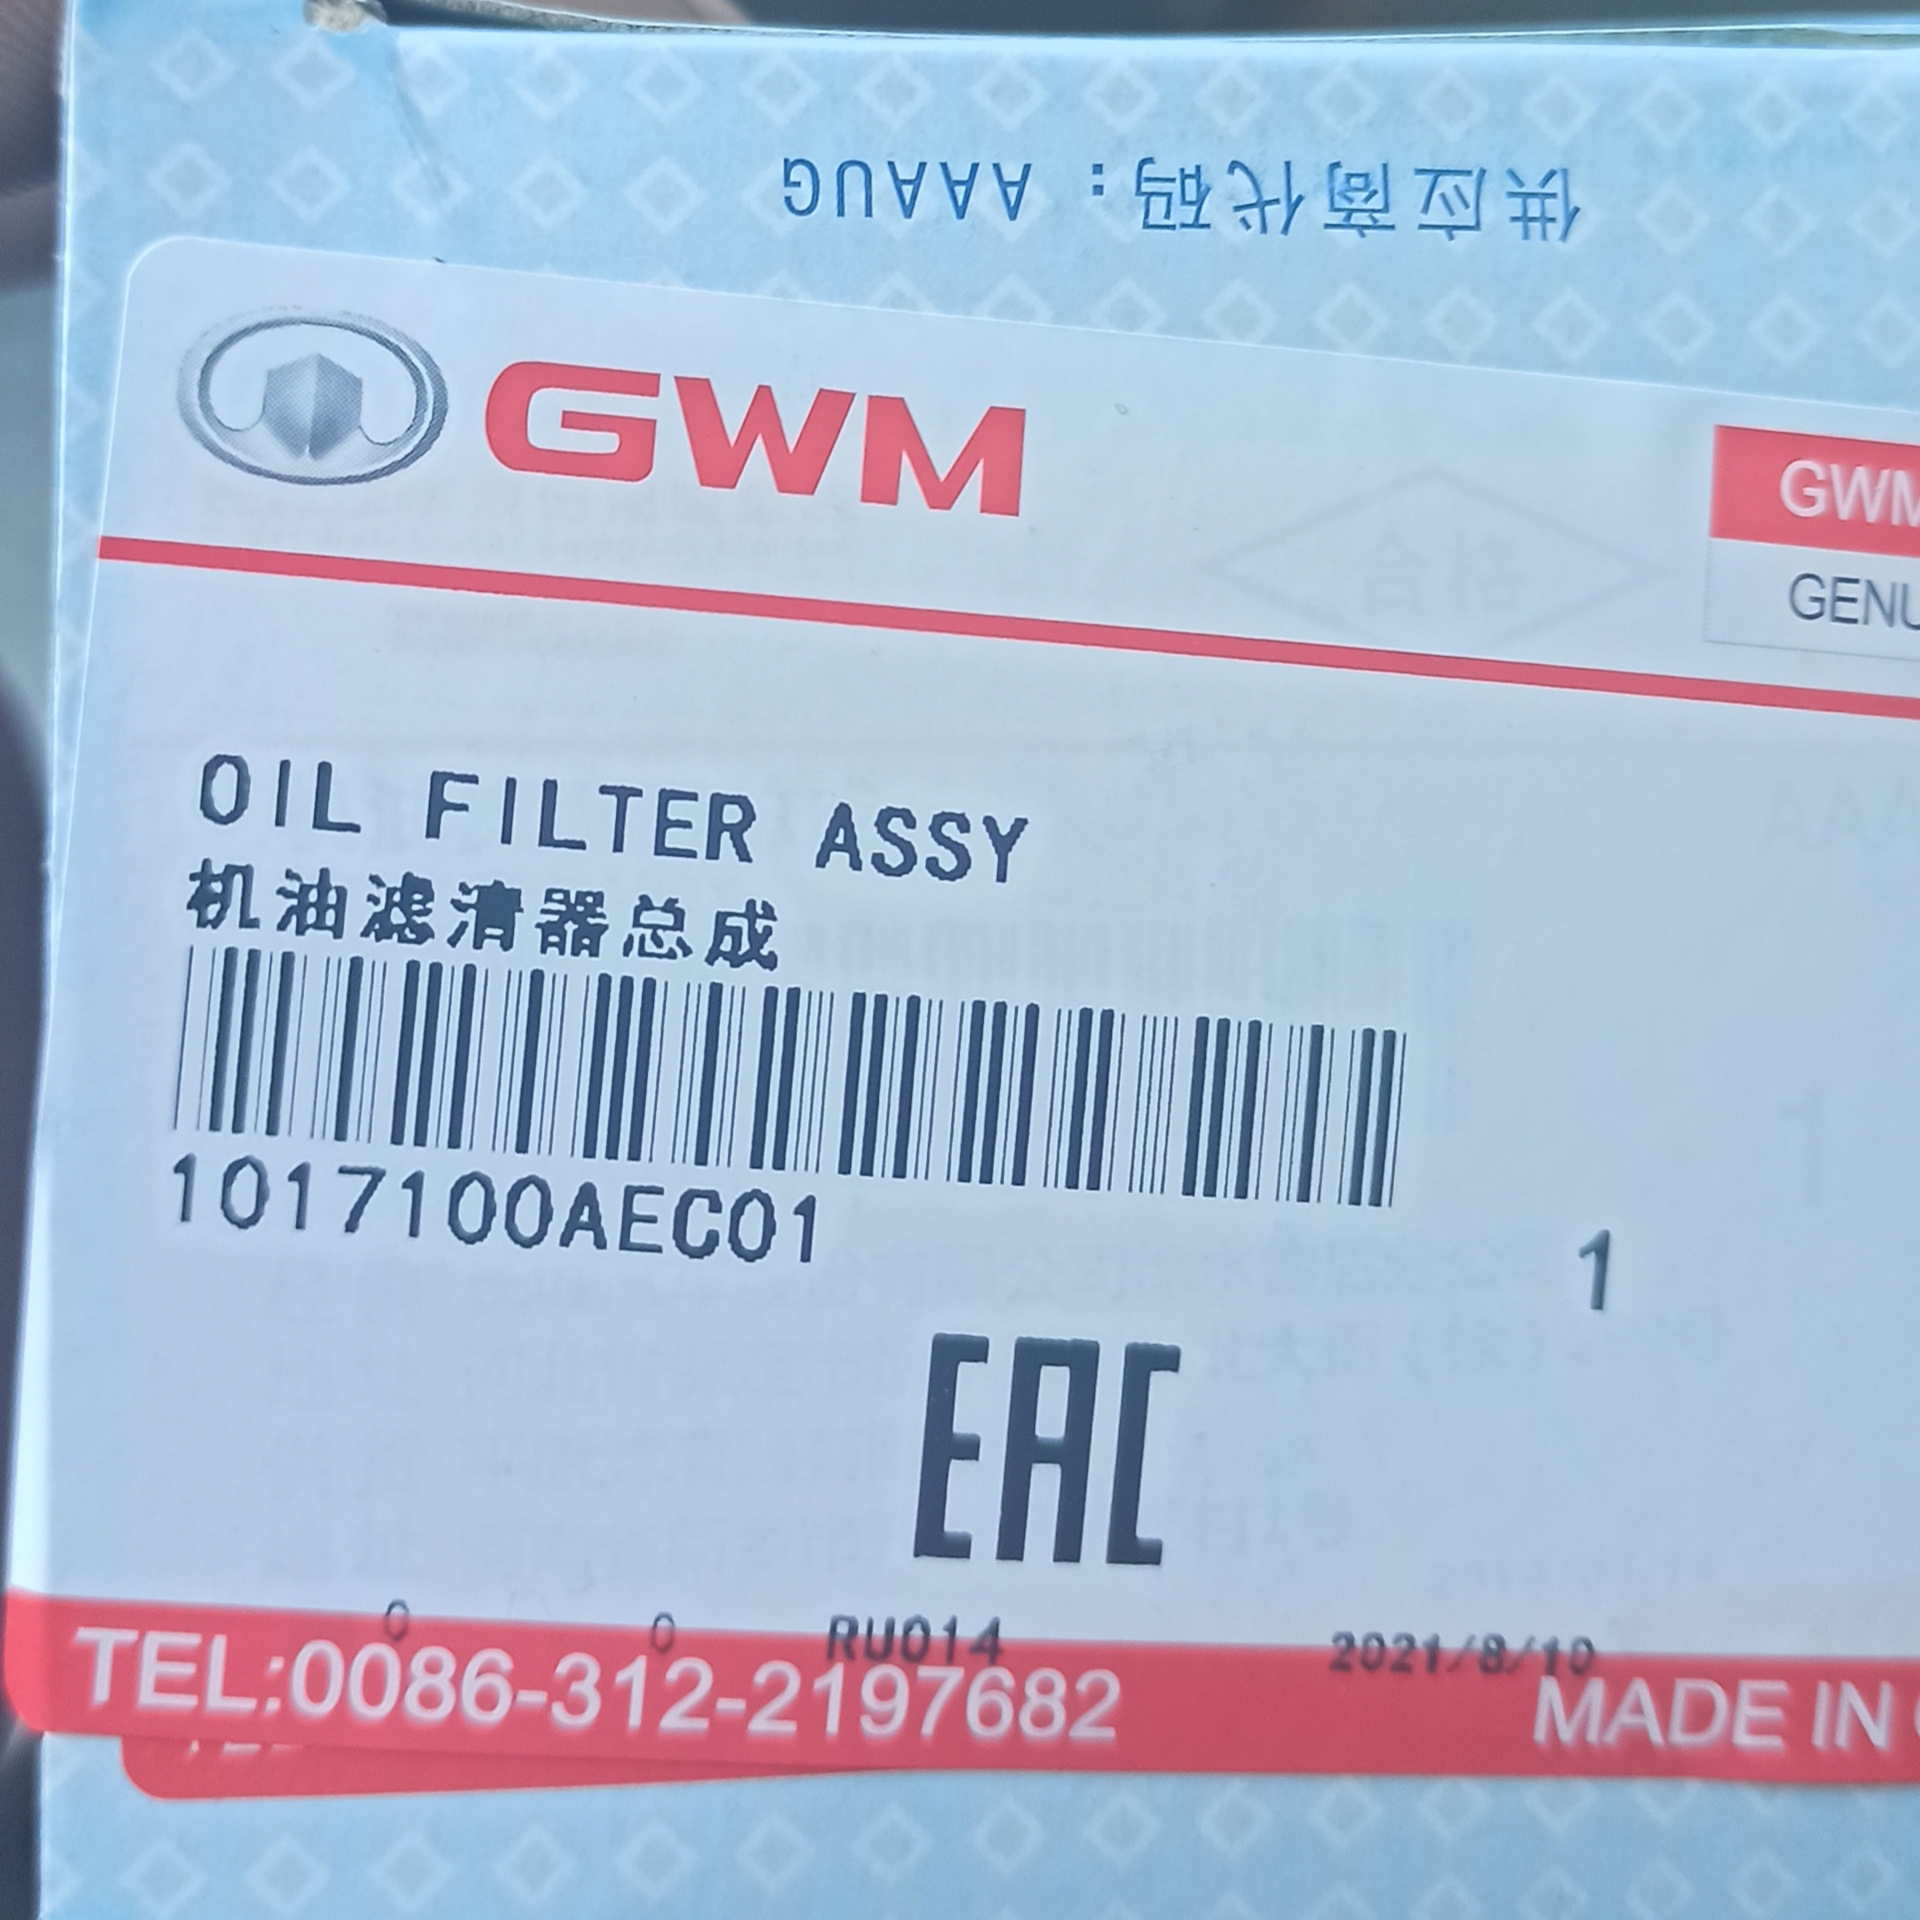 供应商代码：AAAUG
GWM
GWM
GENU
OIL FILTER ASSY
机油滤清器总成
1017100AEC01
1
EAC
0 0 RU014 2021/8/10
TEL:0086-312-2197682 MADE IN